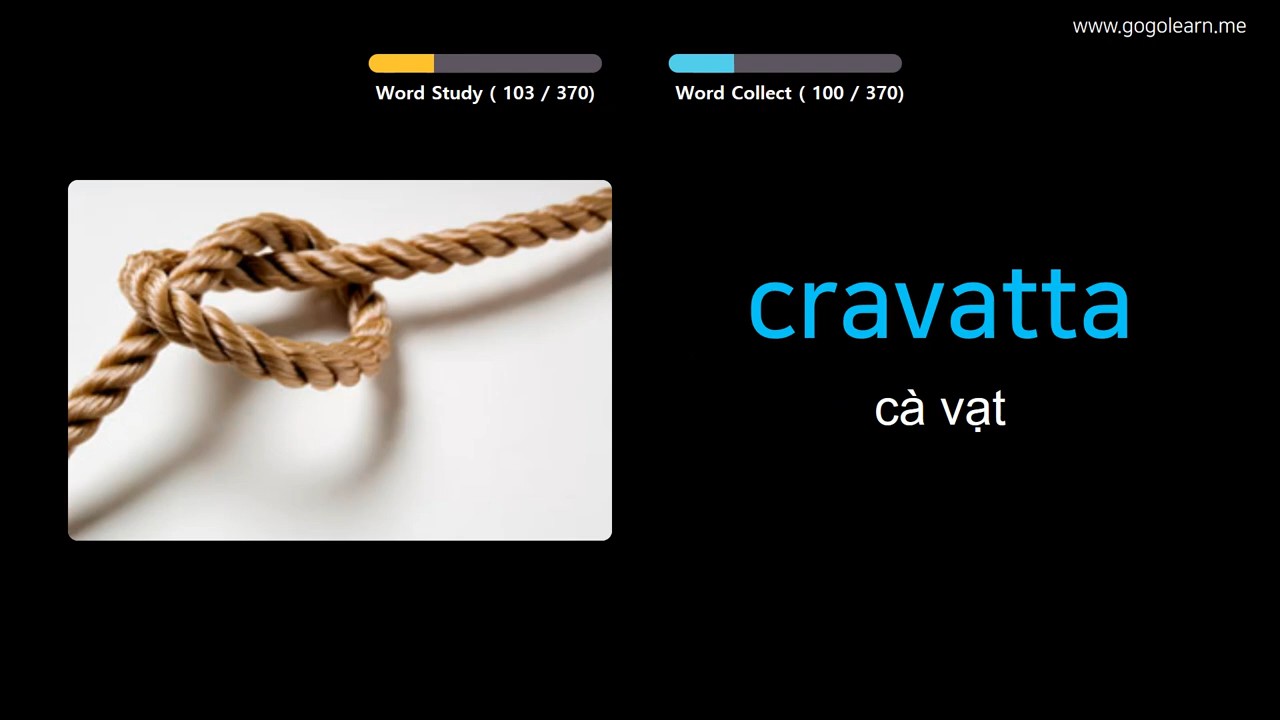 www.gogolearn.me
Word Study ( 103 / 370)
Word Collect ( 100 / 370)
cravatta
cà vạt